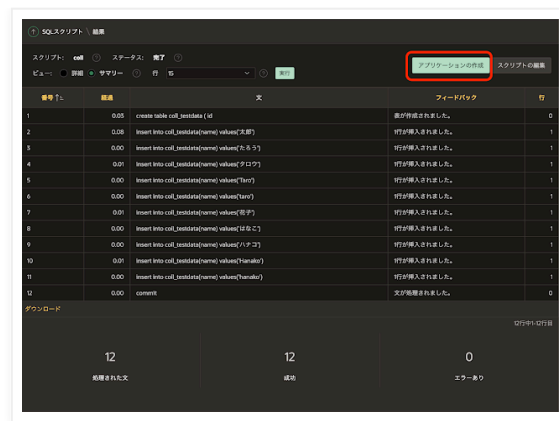 SQLスクリプト \ 結果
スクリプト: coll ステータス: 完了
ビュー: 詳細 サマリー 行 15 実行
アプリケーションの作成 スクリプトの編集
番号 経過 文 フィードバック 行
1 0.03 create table coll_testdata ( id 表が作成されました。 0
2 0.08 insert into coll_testdata(name) values('太郎') 1行が挿入されました。 1
3 0.00 insert into coll_testdata(name) values('たろう') 1行が挿入されました。 1
4 0.01 insert into coll_testdata(name) values('タロウ') 1行が挿入されました。 1
5 0.00 insert into coll_testdata(name) values('Taro') 1行が挿入されました。 1
6 0.00 insert into coll_testdata(name) values('taro') 1行が挿入されました。 1
7 0.01 insert into coll_testdata(name) values('花子') 1行が挿入されました。 1
8 0.00 insert into coll_testdata(name) values('はなこ') 1行が挿入されました。 1
9 0.00 insert into coll_testdata(name) values('ハナコ') 1行が挿入されました。 1
10 0.01 insert into coll_testdata(name) values('Hanako') 1行が挿入されました。 1
11 0.00 insert into coll_testdata(name) values('hanako') 1行が挿入されました。 1
12 0.00 commit 文が処理されました。 0
ダウンロード
12行中1-12行目
12 12 0
処理された文 成功 エラーあり